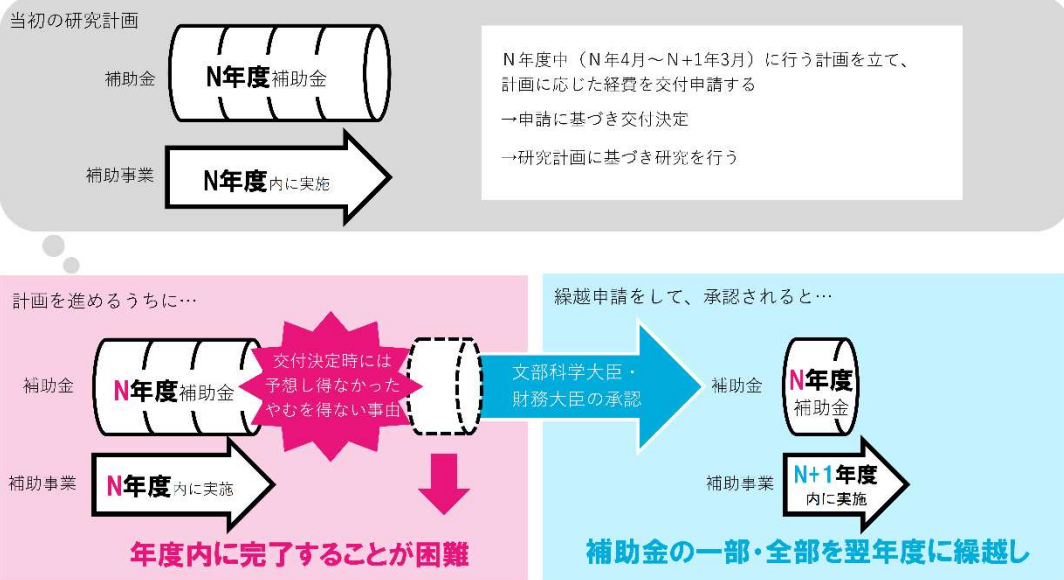 当初の研究計画
補助金
N年度補助金
補助事業
N年度内に実施
N年度中（N年4月～N+1年3月）に行う計画を立て、
計画に応じた経費を交付申請する
→申請に基づき交付決定
→研究計画に基づき研究を行う
計画を進めるうちに…
補助金
N年度補助金
交付決定時には
予想し得なかった
やむを得ない事由
補助事業
N年度内に実施
年度内に完了することが困難
繰越申請をして、承認されると…
文部科学大臣・
財務大臣の承認
補助金
N年度
補助金
補助事業
N+1年度
内に実施
補助金の一部・全部を翌年度に繰越し